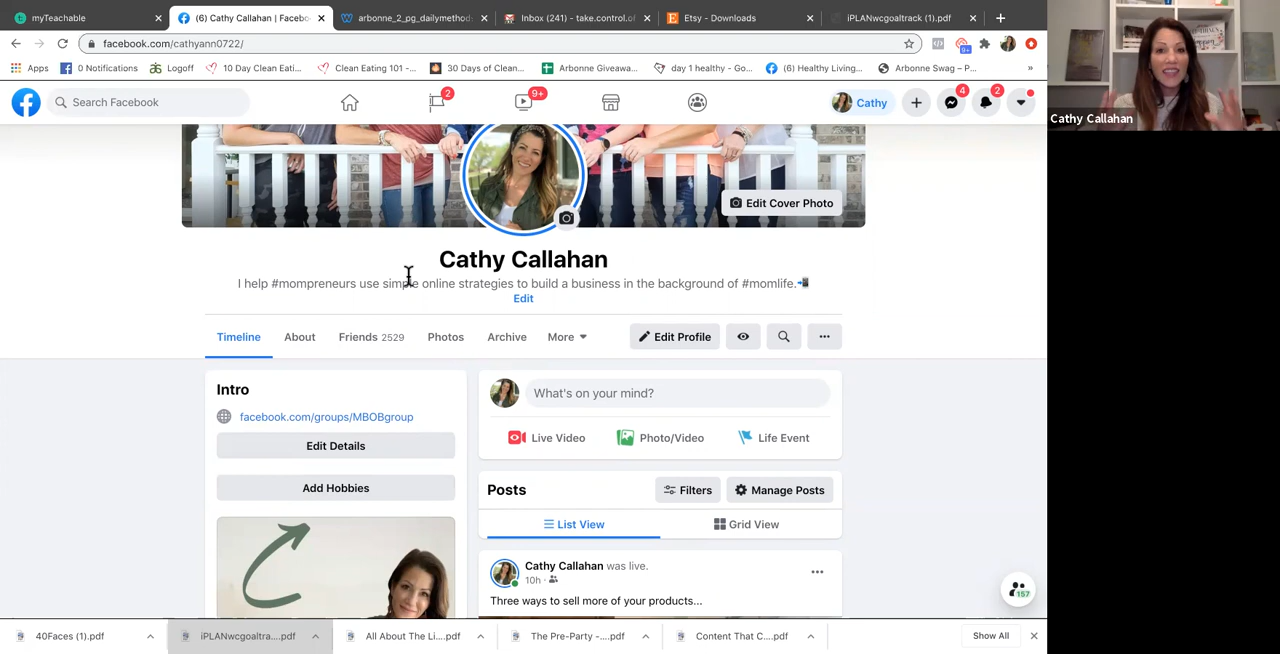 myTeachable
(6) Cathy Callahan | Facebo
arbonne_2_pg_dailymethod
Inbox (241) - take.control.of
Etsy - Downloads
iPLANwcgoaltrack (1).pdf
facebook.com/cathyann0722/
9+
Apps
0 Notifications
Logoff
10 Day Clean Eati...
Clean Eating 101 -...
30 Days of Clean...
Arbonne Giveawa...
day 1 healthy - Go...
(6) Healthy Living...
Arbonne Swag – P...
»
Search Facebook
2
9+
Cathy
4
2
Cathy Callahan
Edit Cover Photo
Cathy Callahan
I help #mompreneurs use simple online strategies to build a business in the background of #momlife.
Edit
Timeline
About
Friends 2529
Photos
Archive
More
Edit Profile
Intro
facebook.com/groups/MBOBgroup
Edit Details
Add Hobbies
What's on your mind?
Live Video
Photo/Video
Life Event
Posts
Filters
Manage Posts
List View
Grid View
Cathy Callahan was live.
10h ·
Three ways to sell more of your products...
157
40Faces (1).pdf
iPLANwcgoaltra....pdf
All About The Li....pdf
The Pre-Party -....pdf
Content That C....pdf
Show All